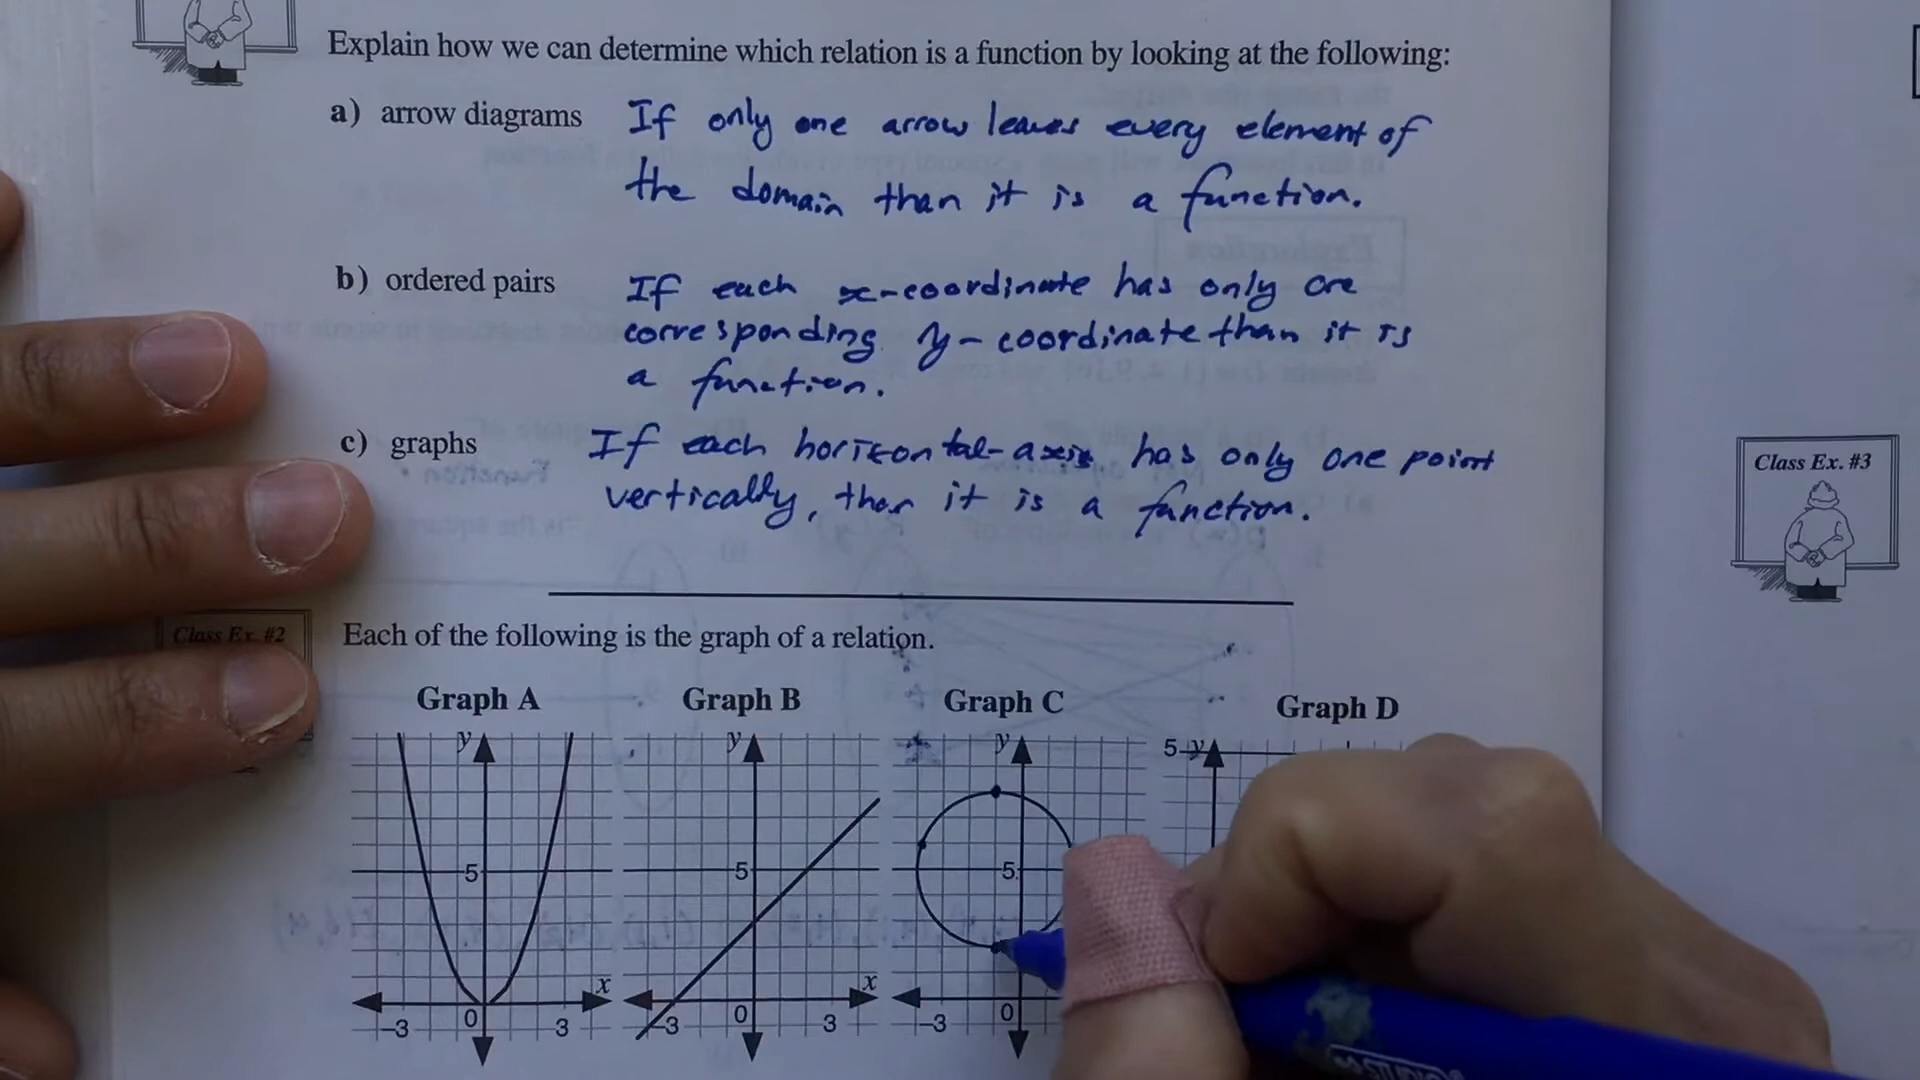 Explain how we can determine which relation is a function by looking at the following:
a) arrow diagrams If only one arrow leaves every element of
the domain than it is a function.
b) ordered pairs If each x-coordinate has only one
corresponding y-coordinate than it is
a function.
c) graphs If each horizontal-axis has only one point
vertically, then it is a function.
Class Ex. #3
Class Ex. #2
Each of the following is the graph of a relation.
Graph A Graph B Graph C Graph D
y y y 5 y
5 5 5
x x
-3 0 3 -3 0 3 -3 0